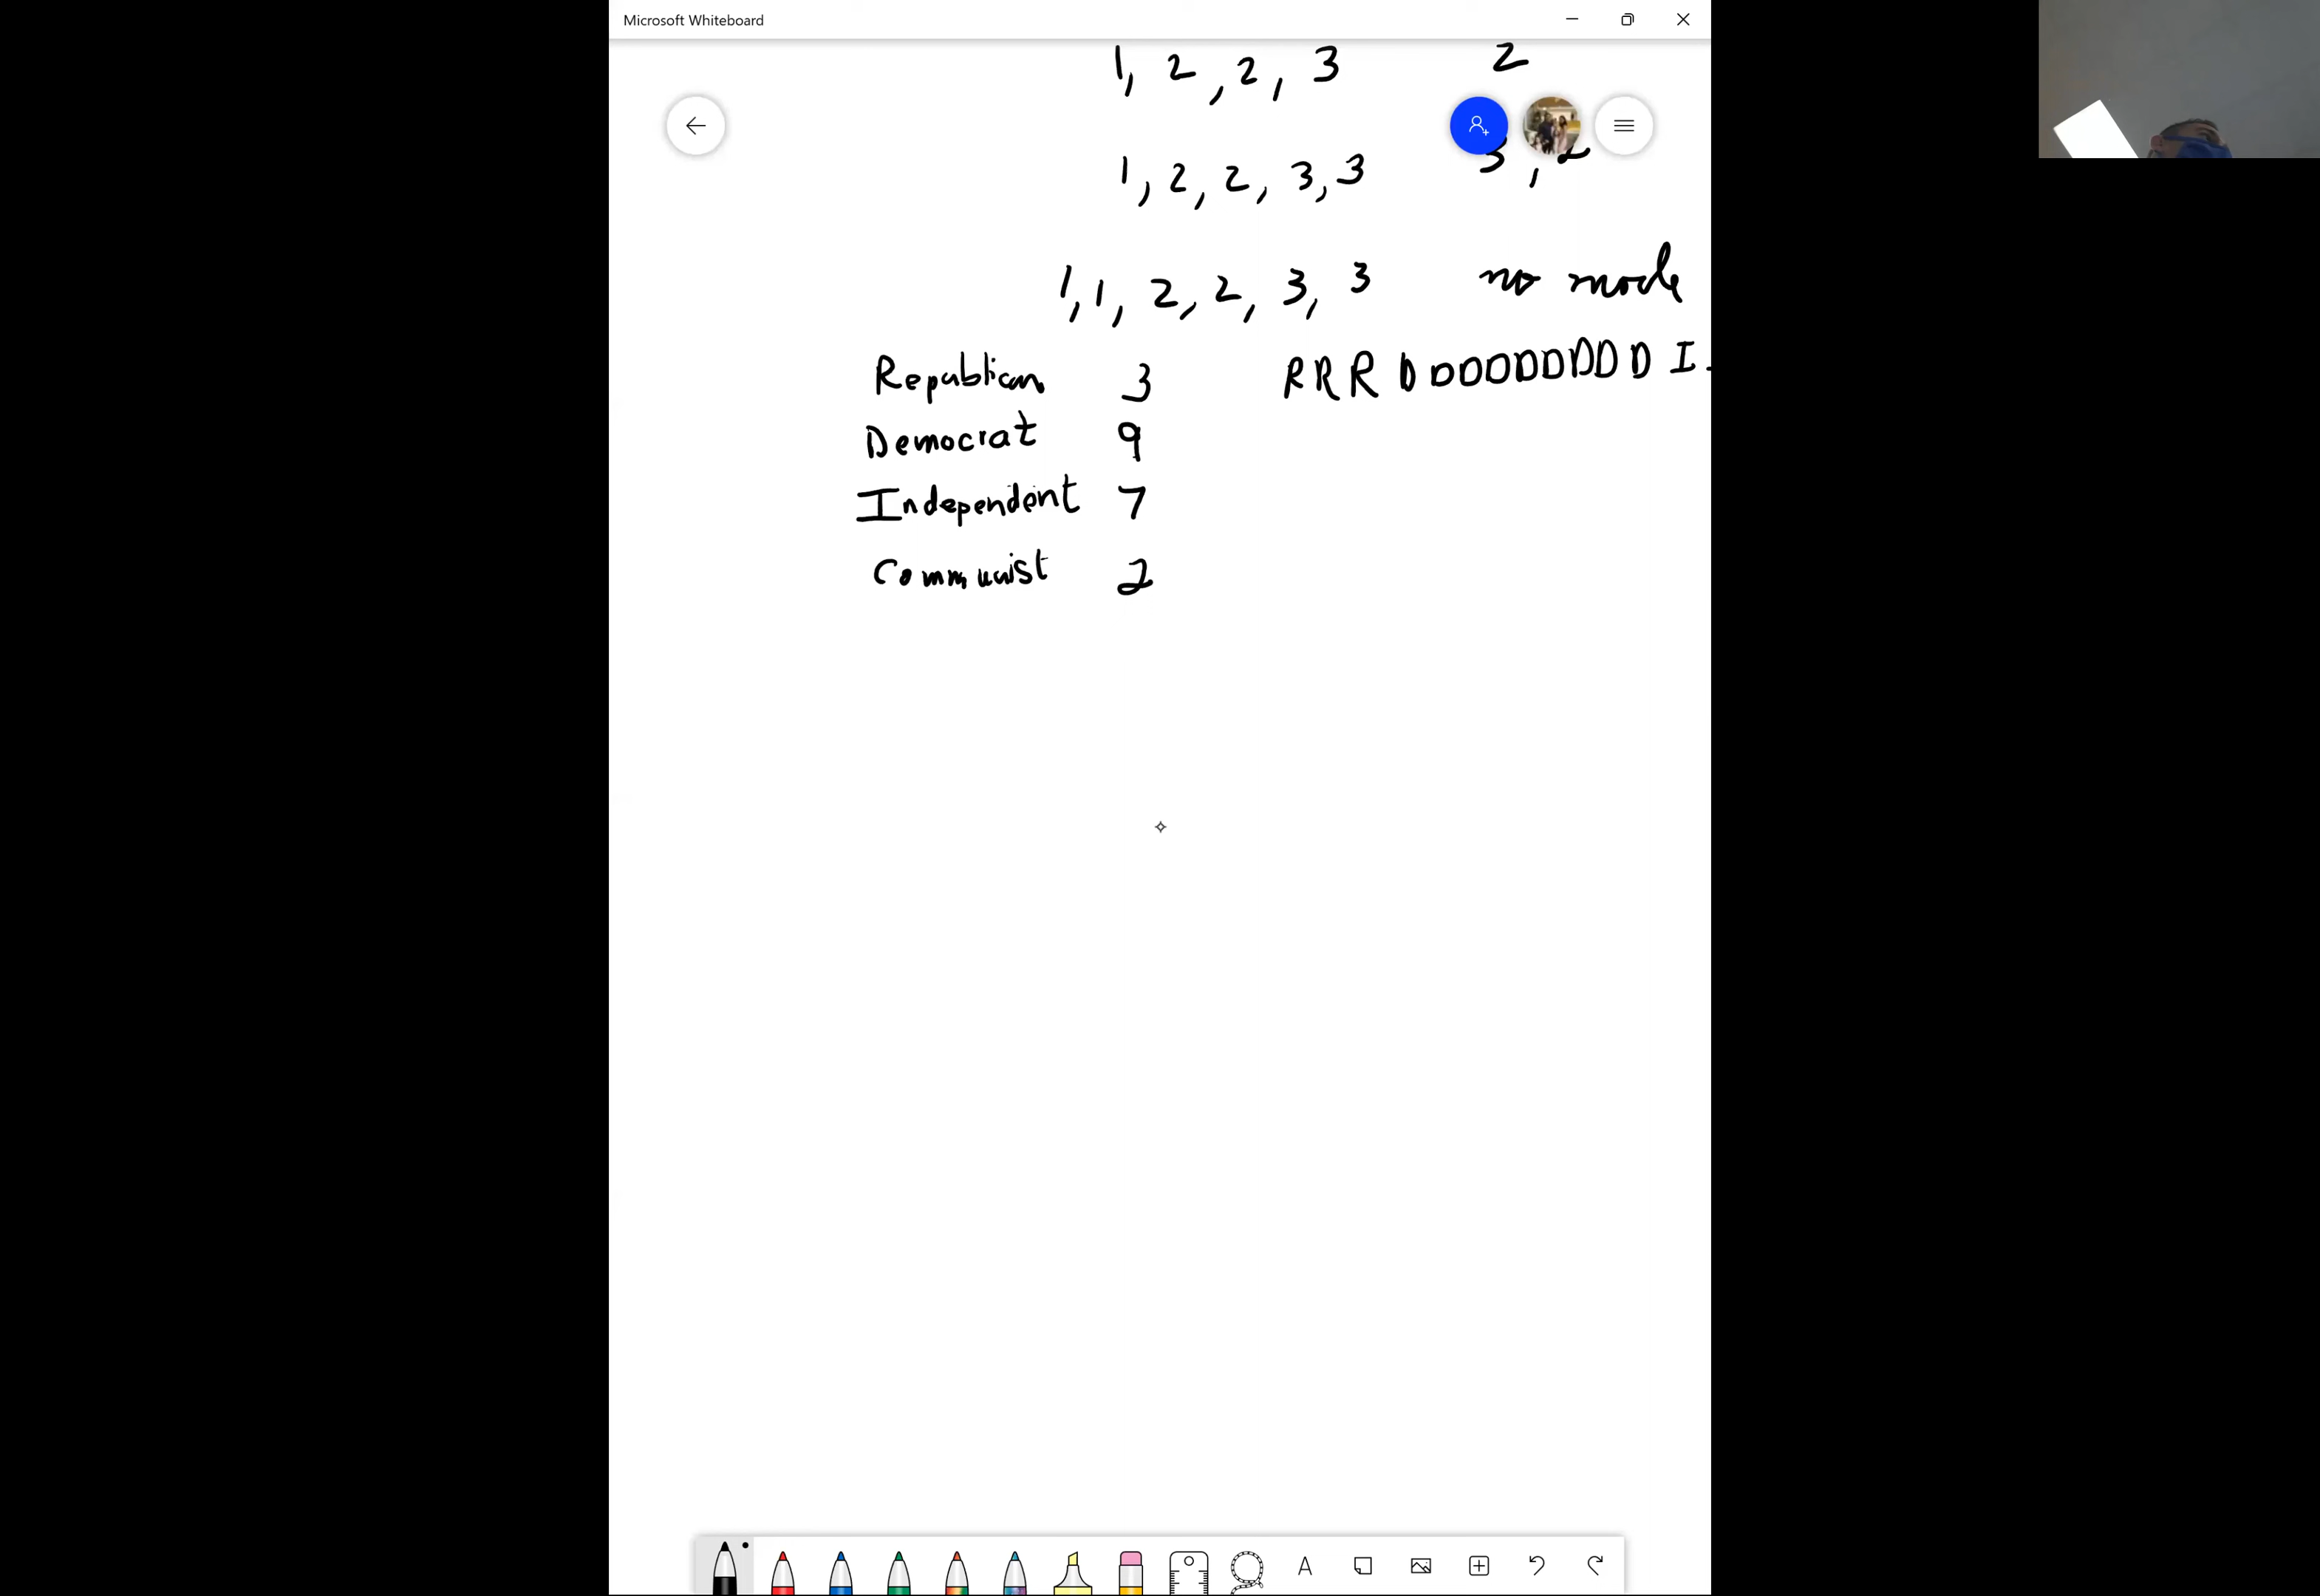 Microsoft Whiteboard
1, 2, 2, 3 2
1, 2, 2, 3, 3 3, 2
1, 1, 2, 2, 3, 3 no mode
Republican 3 RRR DDDDDDDDD I
Democrat 9
Independent 7
Communist 2
A